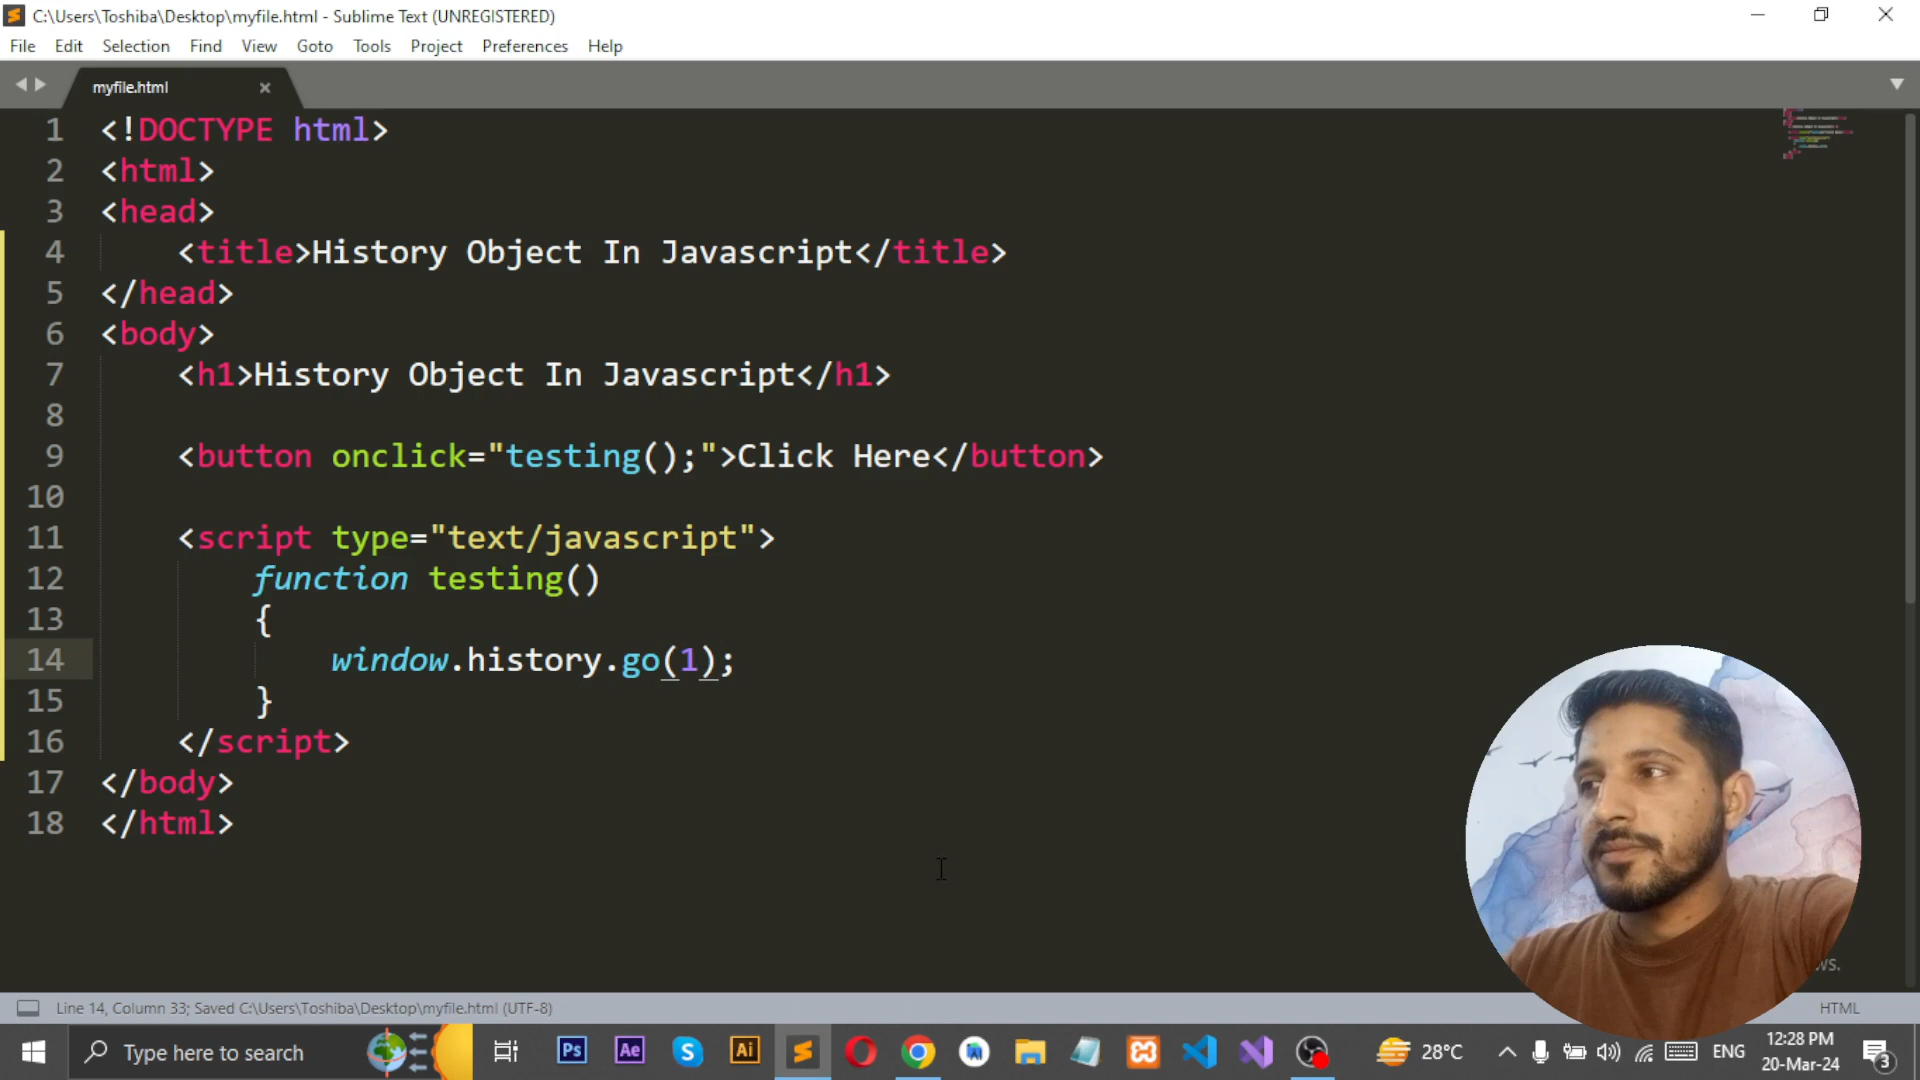 C:\Users\Toshiba\Desktop\myfile.html - Sublime Text (UNREGISTERED)
File Edit Selection Find View Goto Tools Project Preferences Help
myfile.html
1 <!DOCTYPE html>
2 <html>
3 <head>
4 <title>History Object In Javascript</title>
5 </head>
6 <body>
7 <h1>History Object In Javascript</h1>
8
9 <button onclick="testing();">Click Here</button>
10
11 <script type="text/javascript">
12 function testing()
13 {
14 window.history.go(1);
15 }
16 </script>
17 </body>
18 </html>
ws.
Line 14, Column 33; Saved C:\Users\Toshiba\Desktop\myfile.html (UTF-8) HTML
Type here to search Ps Ae Ai 28°C ENG
12:28 PM
20-Mar-24
3